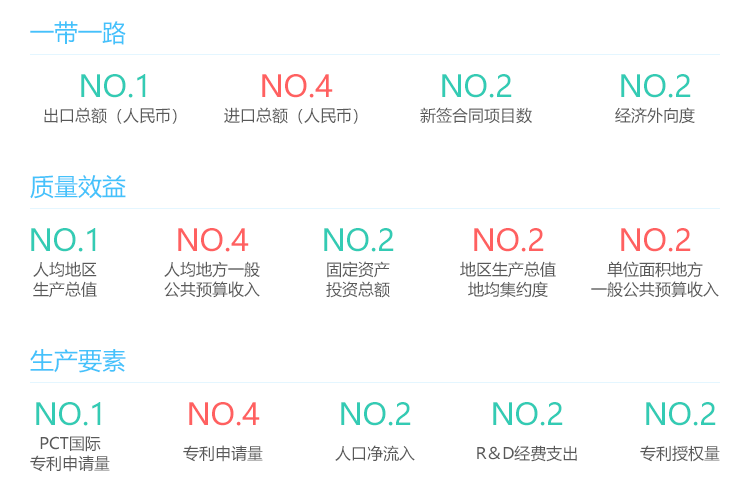 一带一路
NO.1 NO.4 NO.2 NO.2
出口总额（人民币） 进口总额（人民币） 新签合同项目数 经济外向度
质量效益
NO.1 NO.4 NO.2 NO.2 NO.2
人均地区 人均地方一般 固定资产 地区生产总值 单位面积地方
生产总值 公共预算收入 投资总额 地均集约度 一般公共预算收入
生产要素
NO.1 NO.4 NO.2 NO.2 NO.2
PCT国际
专利申请量 专利申请量 人口净流入 R＆D经费支出 专利授权量